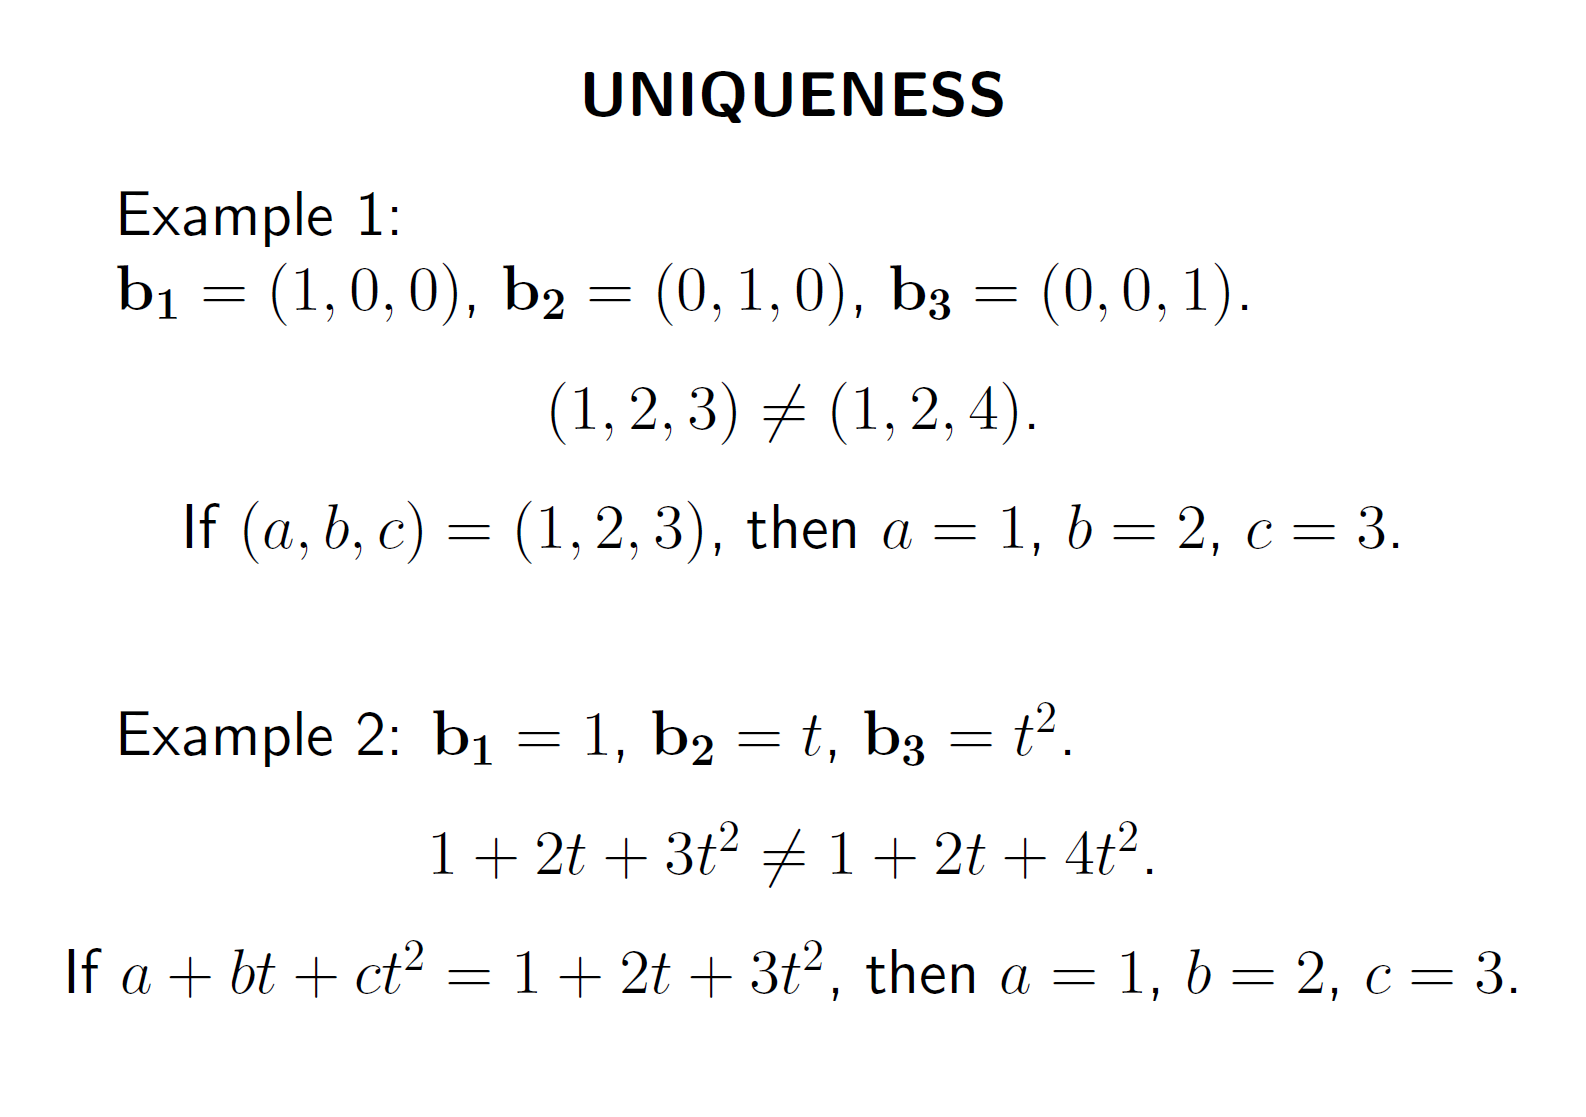 UNIQUENESS
Example 1:
b₁ = (1, 0, 0), b₂ = (0, 1, 0), b₃ = (0, 0, 1).
(1, 2, 3) ≠ (1, 2, 4).
If (a, b, c) = (1, 2, 3), then a = 1, b = 2, c = 3.
Example 2: b₁ = 1, b₂ = t, b₃ = t².
1 + 2t + 3t² ≠ 1 + 2t + 4t².
If a + bt + ct² = 1 + 2t + 3t², then a = 1, b = 2, c = 3.